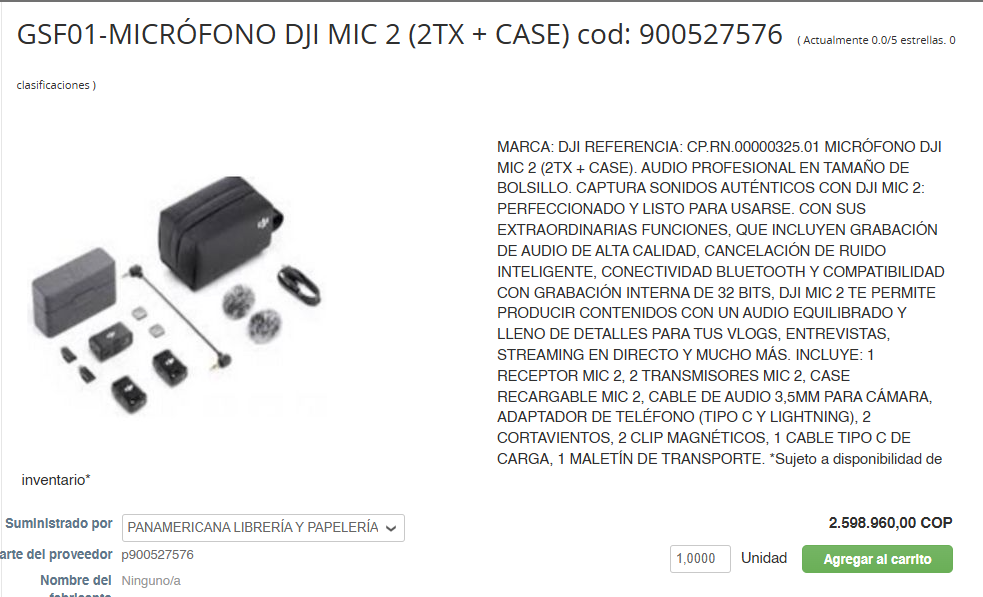 GSF01-MICRÓFONO DJI MIC 2 (2TX + CASE) cod: 900527576 ( Actualmente 0.0/5 estrellas. 0
clasificaciones )
MARCA: DJI REFERENCIA: CP.RN.00000325.01 MICRÓFONO DJI
MIC 2 (2TX + CASE). AUDIO PROFESIONAL EN TAMAÑO DE
BOLSILLO. CAPTURA SONIDOS AUTÉNTICOS CON DJI MIC 2:
PERFECCIONADO Y LISTO PARA USARSE. CON SUS
EXTRAORDINARIAS FUNCIONES, QUE INCLUYEN GRABACIÓN
DE AUDIO DE ALTA CALIDAD, CANCELACIÓN DE RUIDO
INTELIGENTE, CONECTIVIDAD BLUETOOTH Y COMPATIBILIDAD
CON GRABACIÓN INTERNA DE 32 BITS, DJI MIC 2 TE PERMITE
PRODUCIR CONTENIDOS CON UN AUDIO EQUILIBRADO Y
LLENO DE DETALLES PARA TUS VLOGS, ENTREVISTAS,
STREAMING EN DIRECTO Y MUCHO MÁS. INCLUYE: 1
RECEPTOR MIC 2, 2 TRANSMISORES MIC 2, CASE
RECARGABLE MIC 2, CABLE DE AUDIO 3,5MM PARA CÁMARA,
ADAPTADOR DE TELÉFONO (TIPO C Y LIGHTNING), 2
CORTAVIENTOS, 2 CLIP MAGNÉTICOS, 1 CABLE TIPO C DE
CARGA, 1 MALETÍN DE TRANSPORTE. *Sujeto a disponibilidad de
inventario*
Suministrado por PANAMERICANA LIBRERÍA Y PAPELERÍA
2.598.960,00 COP
arte del proveedor p900527576
1,0000 Unidad Agregar al carrito
Nombre del Ninguno/a